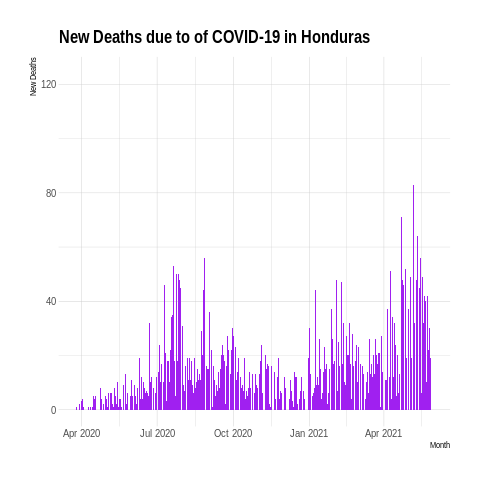 New Deaths due to of COVID-19 in Honduras
New Deaths
120
80
40
0
Apr 2020 Jul 2020 Oct 2020 Jan 2021 Apr 2021
Month